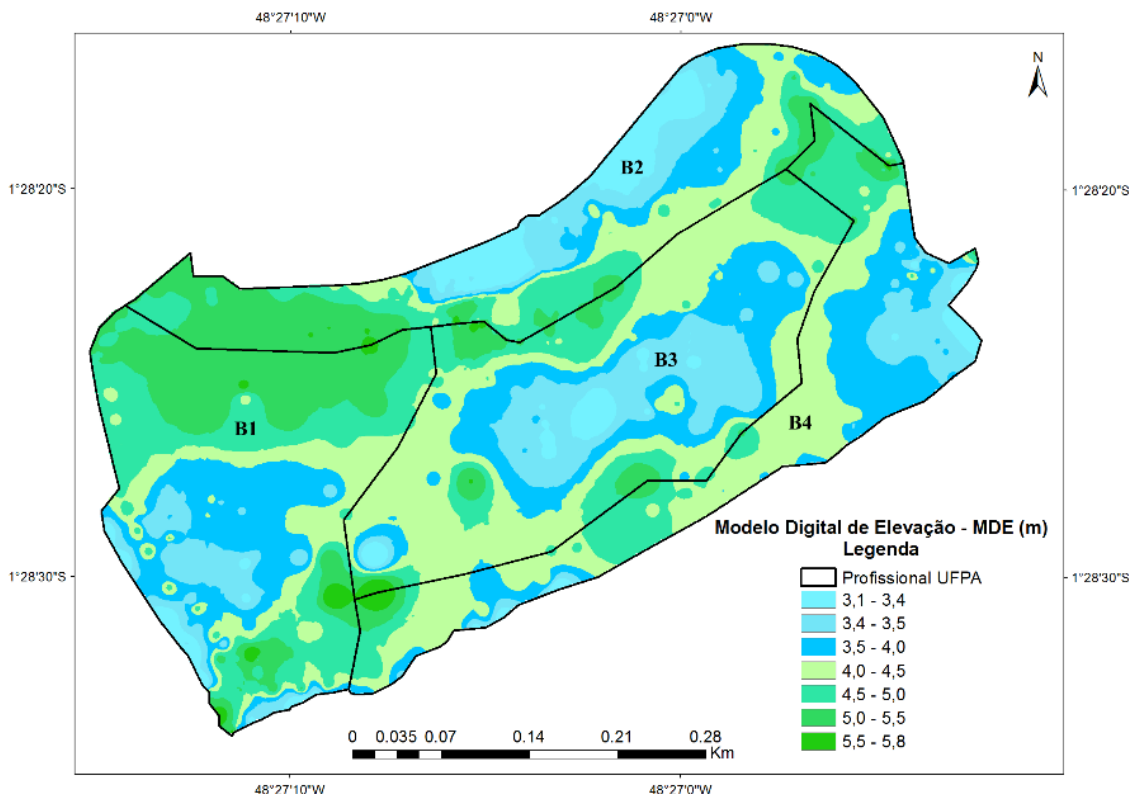 48°27'10"W 48°27'0"W
N
B2
1°28'20"S 1°28'20"S
B3
B1 B4
Modelo Digital de Elevação - MDE (m)
Legenda
Profissional UFPA
1°28'30"S 1°28'30"S
3,1 - 3,4
3,4 - 3,5
3,5 - 4,0
4,0 - 4,5
4,5 - 5,0
5,0 - 5,5
5,5 - 5,8
0 0.035 0.07 0.14 0.21 0.28
Km
48°27'10"W 48°27'0"W